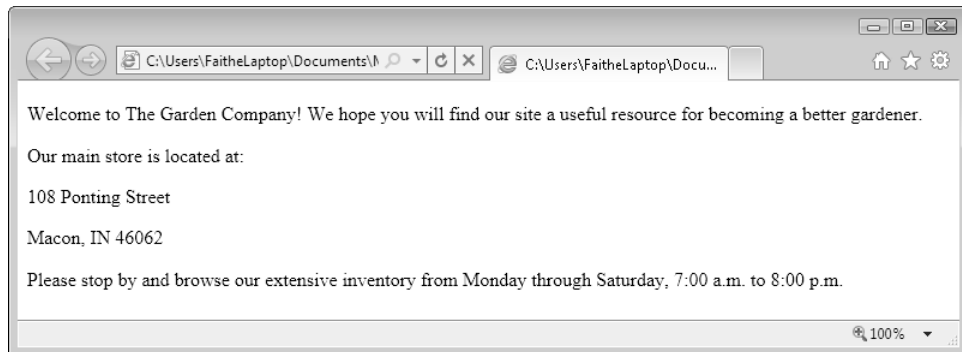 C:\Users\FaitheLaptop\Documents\M
C:\Users\FaitheLaptop\Docu...
Welcome to The Garden Company! We hope you will find our site a useful resource for becoming a better gardener.
Our main store is located at:
108 Ponting Street
Macon, IN 46062
Please stop by and browse our extensive inventory from Monday through Saturday, 7:00 a.m. to 8:00 p.m.
100%